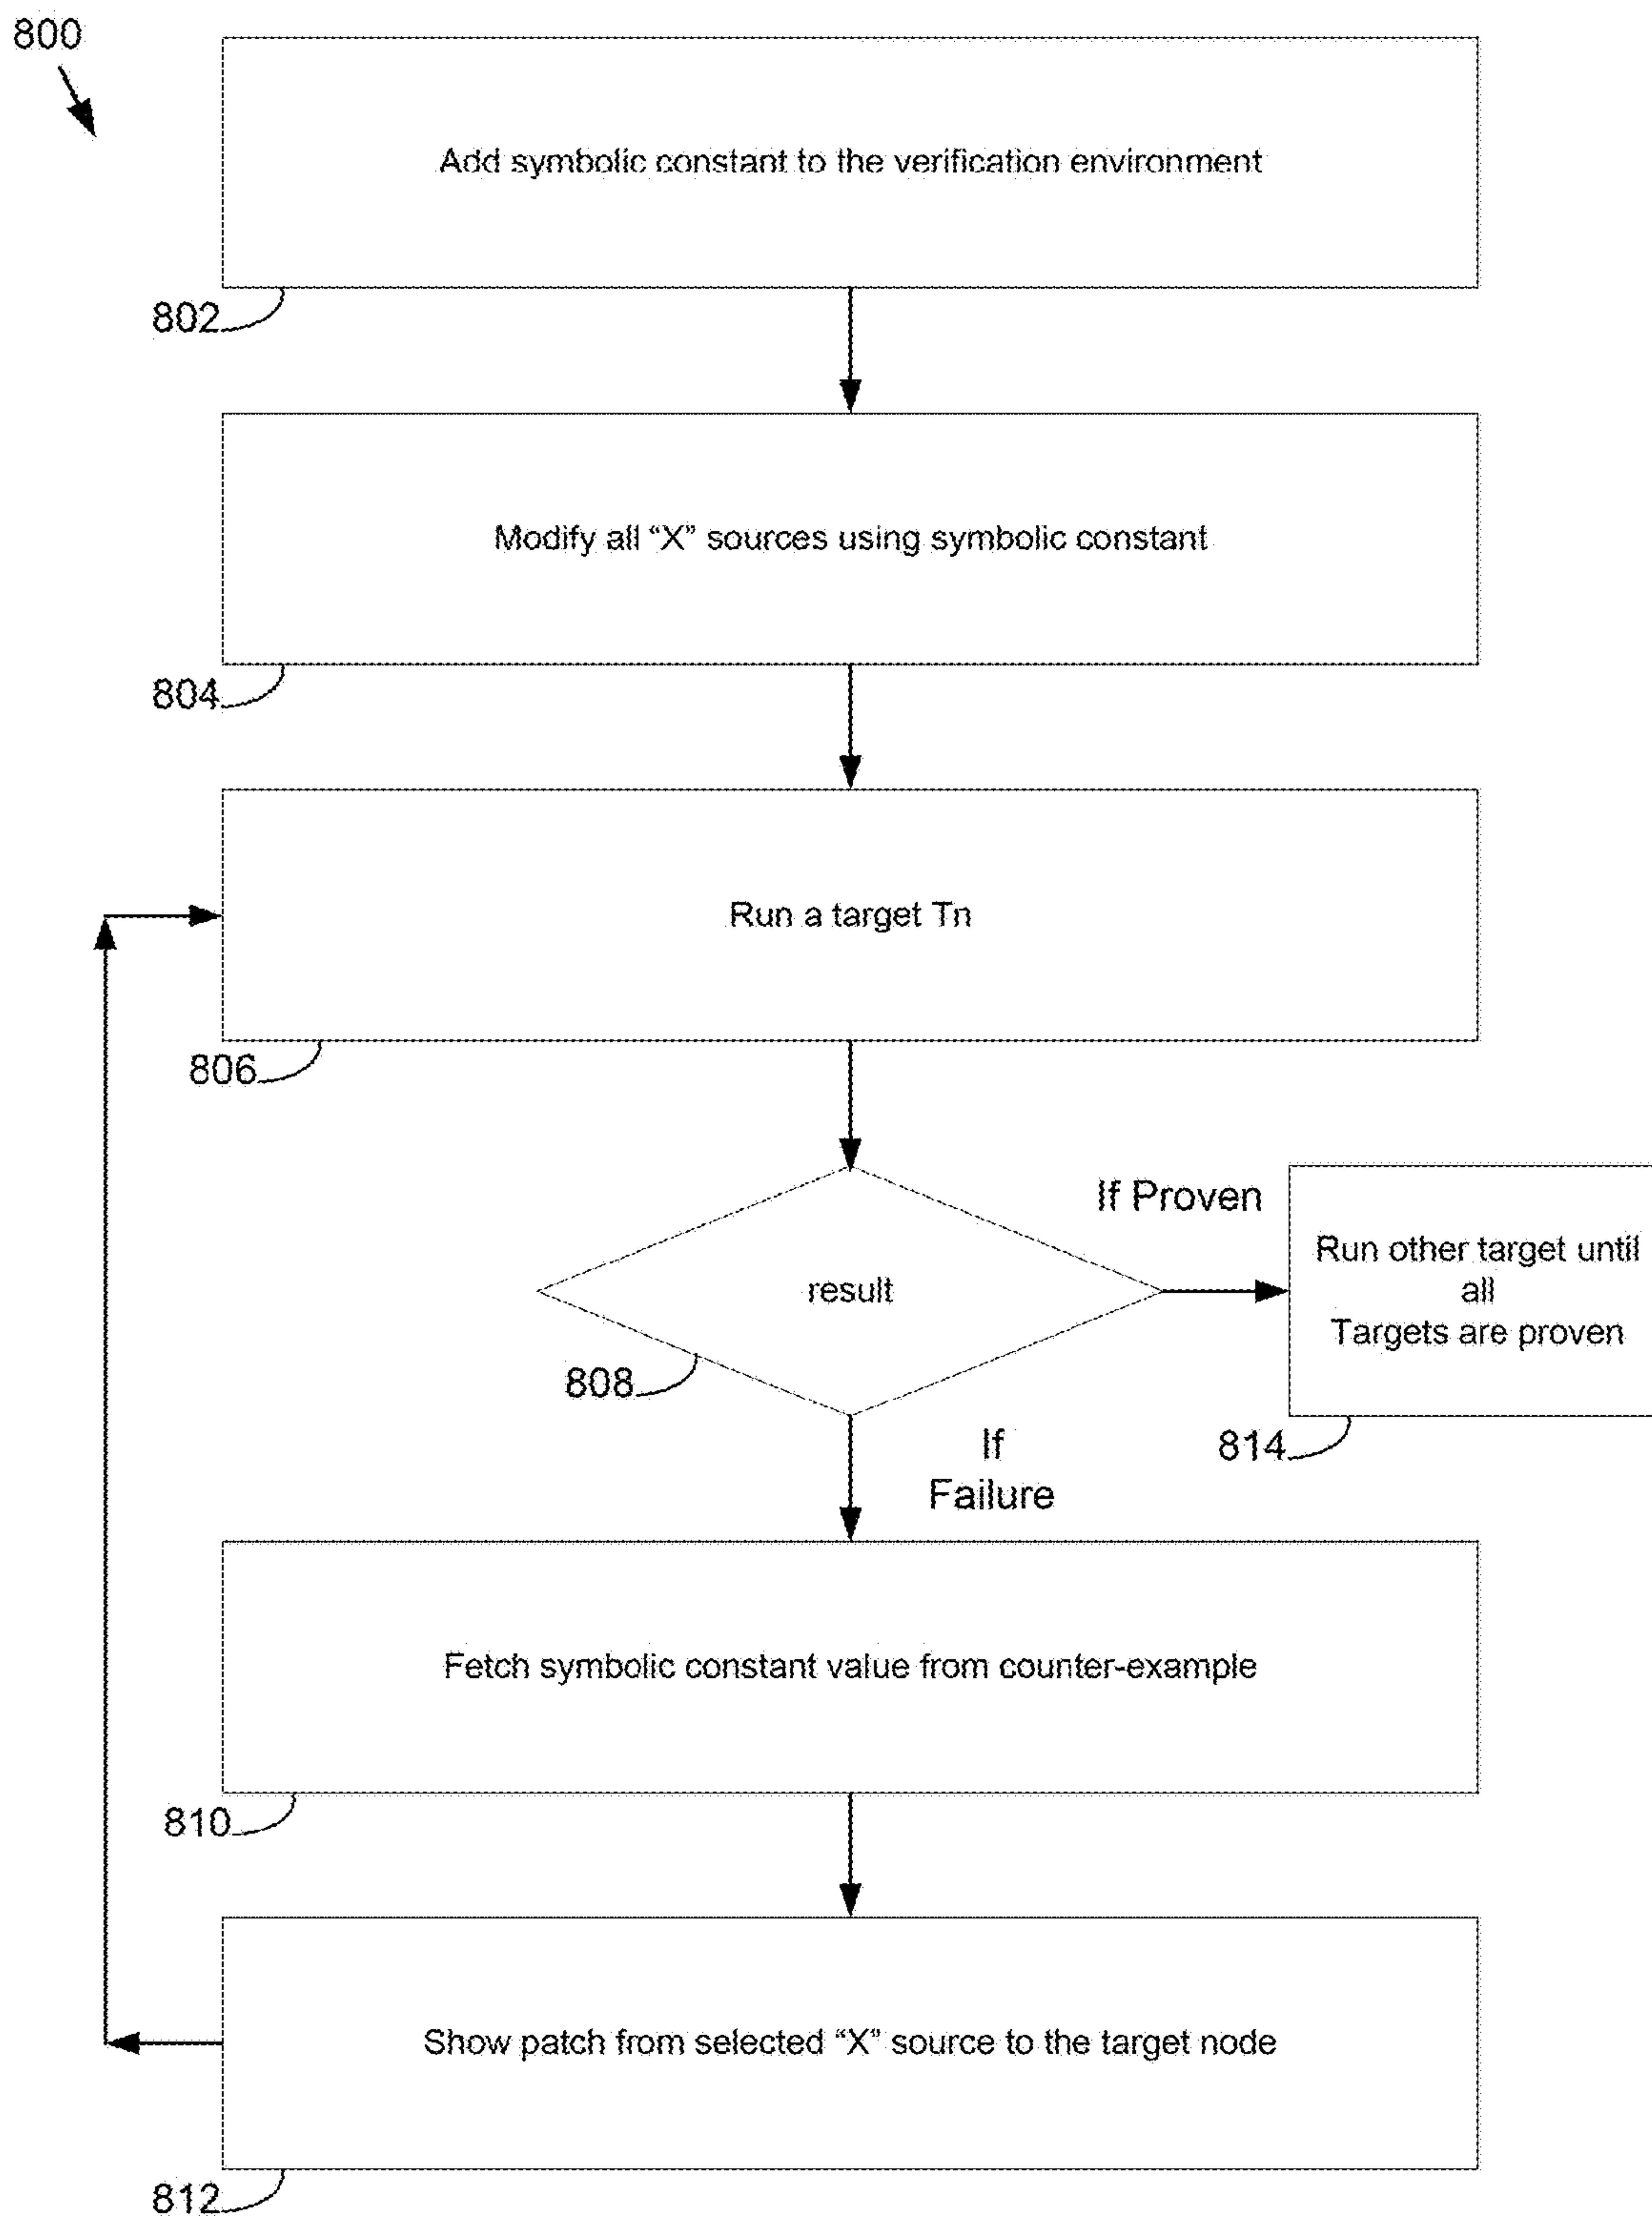 800
Add symbolic constant to the verification environment
802
Modify all “X” sources using symbolic constant
804
Run a target Tn
806
If Proven
result
Run other target until
all
Targets are proven
808
814
If
Failure
Fetch symbolic constant value from counter-example
810
Show patch from selected “X” source to the target node
812